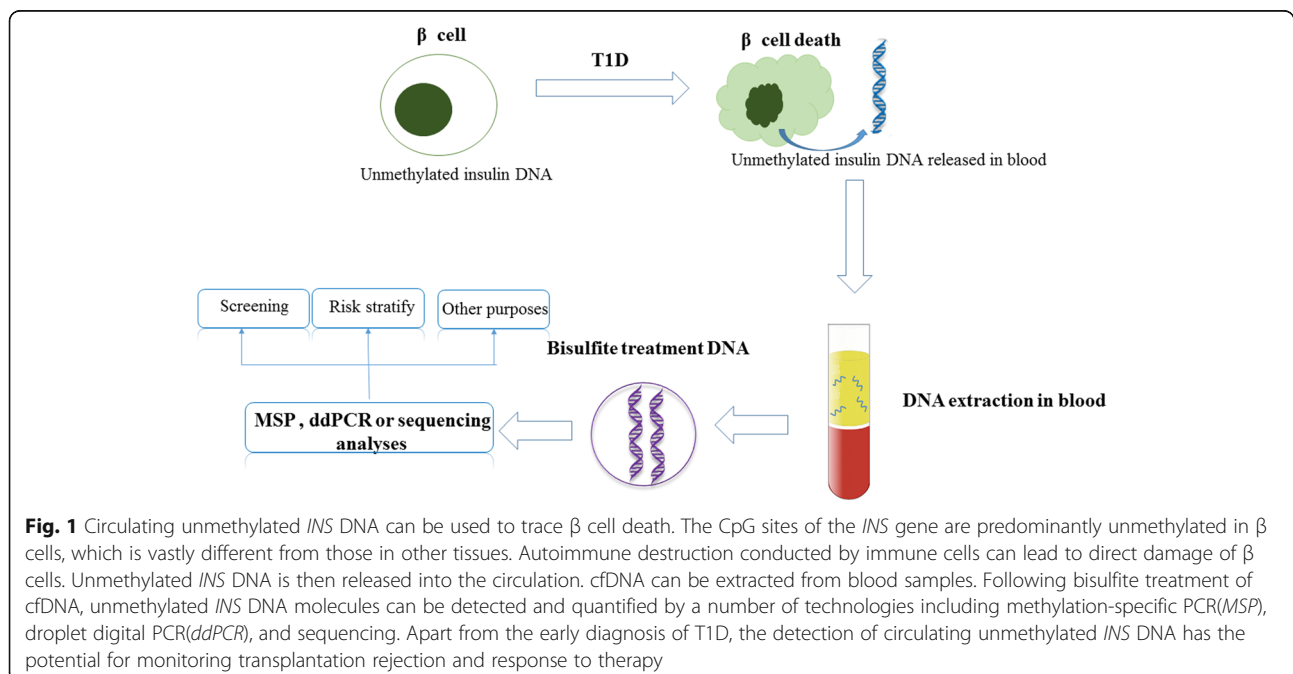 β cell
β cell death
T1D
Unmethylated insulin DNA
Unmethylated insulin DNA released in blood
Screening
Risk stratify
Other purposes
Bisulfite treatment DNA
DNA extraction in blood
MSP , ddPCR or sequencing
analyses
Fig. 1 Circulating unmethylated INS DNA can be used to trace β cell death. The CpG sites of the INS gene are predominantly unmethylated in β
cells, which is vastly different from those in other tissues. Autoimmune destruction conducted by immune cells can lead to direct damage of β
cells. Unmethylated INS DNA is then released into the circulation. cfDNA can be extracted from blood samples. Following bisulfite treatment of
cfDNA, unmethylated INS DNA molecules can be detected and quantified by a number of technologies including methylation-specific PCR(MSP),
droplet digital PCR(ddPCR), and sequencing. Apart from the early diagnosis of T1D, the detection of circulating unmethylated INS DNA has the
potential for monitoring transplantation rejection and response to therapy